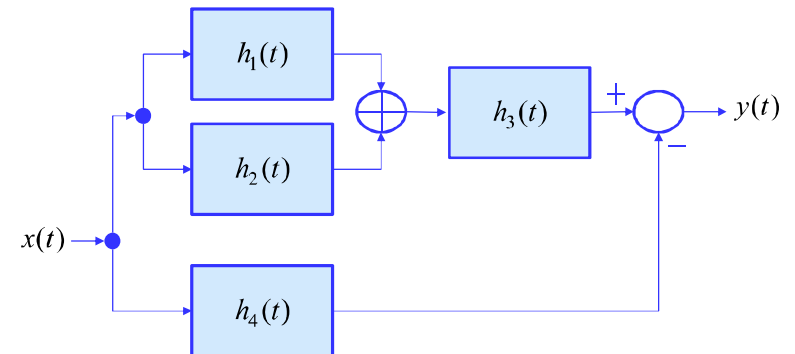 h₁(t)
h₂(t)
h₃(t)
+
y(t)
−
x(t)
h₄(t)